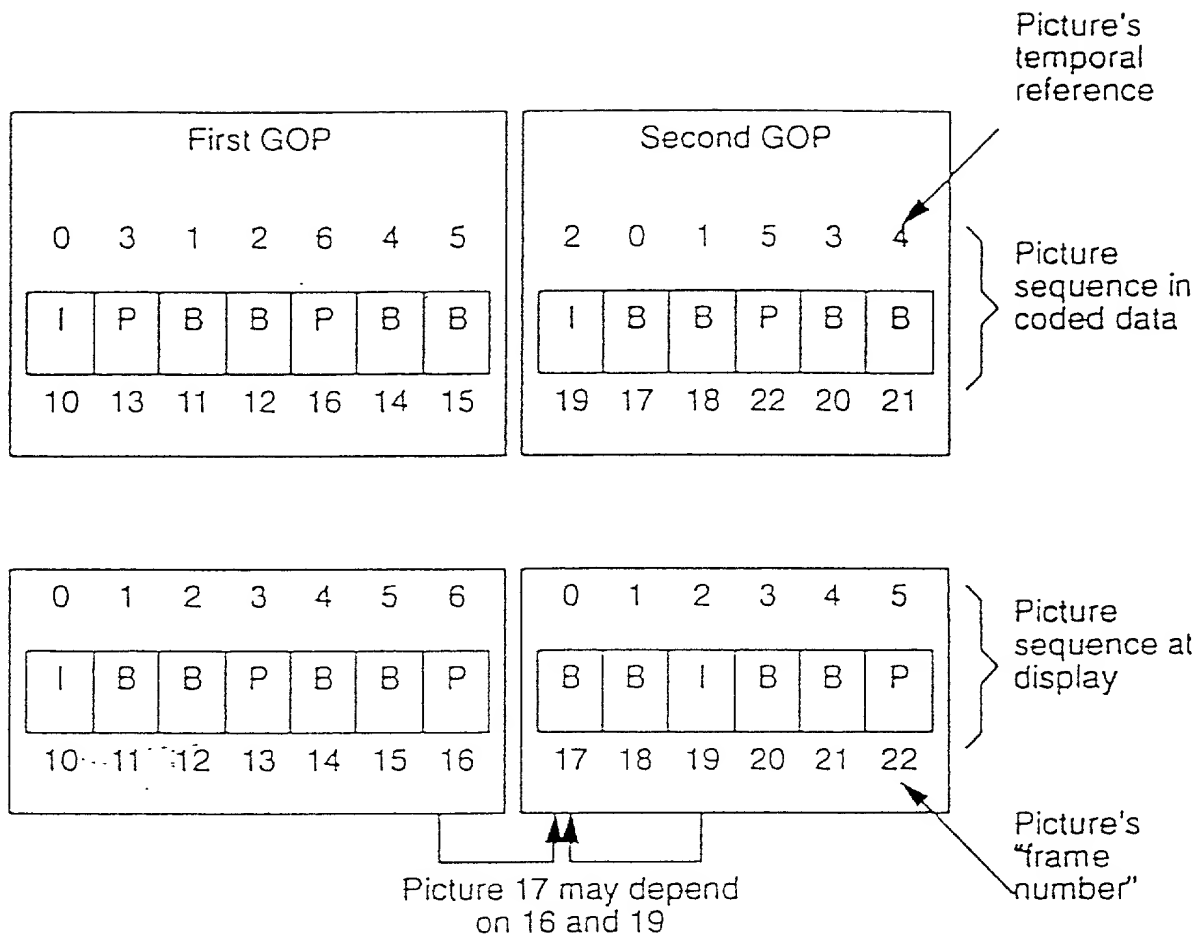 Picture's
temporal
reference
First GOP
Second GOP
0 3 1 2 6 4 5
2 0 1 5 3 4
I P B B P B B
I B B P B B
10 13 11 12 16 14 15
19 17 18 22 20 21
Picture
sequence in
coded data
0 1 2 3 4 5 6
0 1 2 3 4 5
I B B P B B P
B B I B B P
10 11 12 13 14 15 16
17 18 19 20 21 22
Picture
sequence at
display
Picture 17 may depend
on 16 and 19
Picture's
"frame
number"